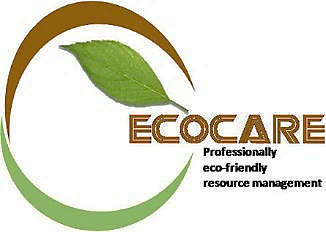 ECOCARE
Professionally
eco-friendly
resource management